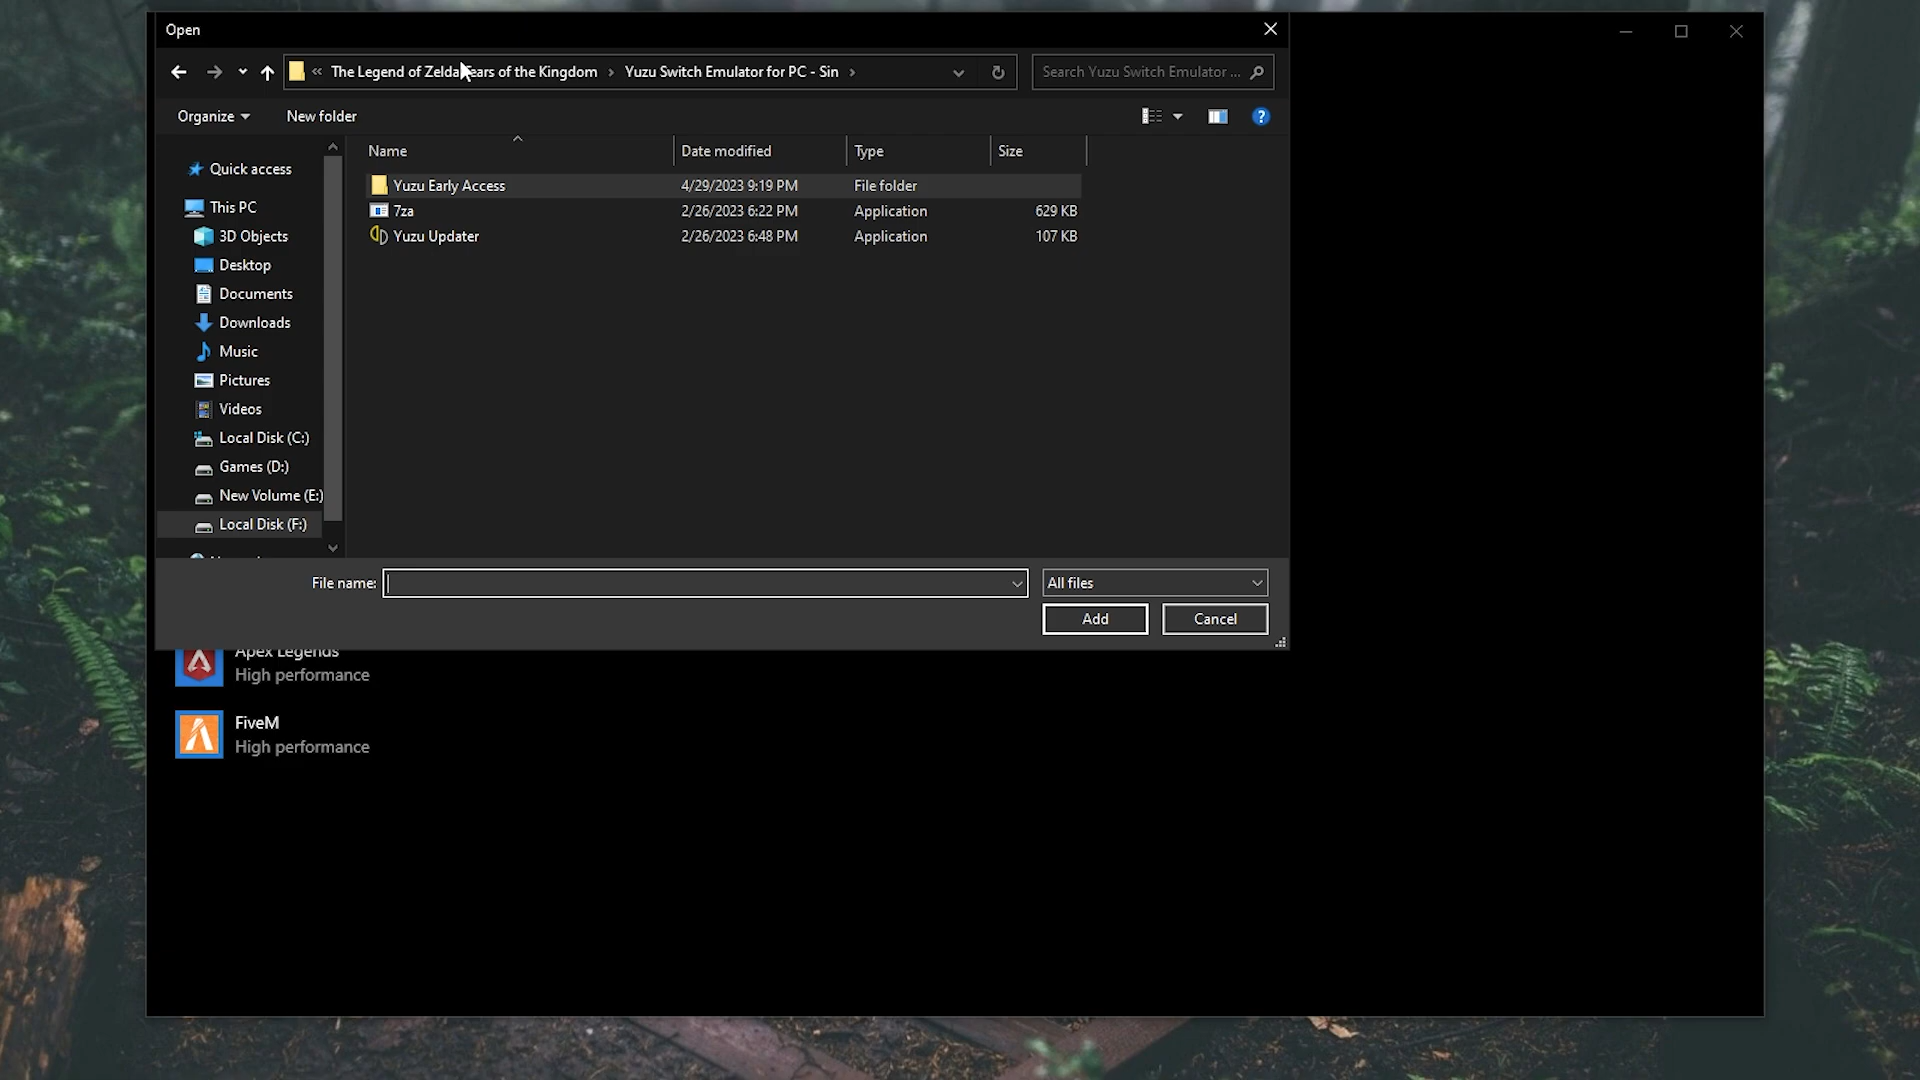 Open
« The Legend of Zelda Tears of the Kingdom › Yuzu Switch Emulator for PC - Sin ›
Search Yuzu Switch Emulator ...
Organize
New folder
Name Date modified Type Size
Quick access
This PC
3D Objects
Desktop
Documents
Downloads
Music
Pictures
Videos
Local Disk (C:)
Games (D:)
New Volume (E:)
Local Disk (F:)
Yuzu Early Access 4/29/2023 9:19 PM File folder
7za 2/26/2023 6:22 PM Application 629 KB
Yuzu Updater 2/26/2023 6:48 PM Application 107 KB
File name:
All files
Add
Cancel
Apex Legends
High performance
FiveM
High performance